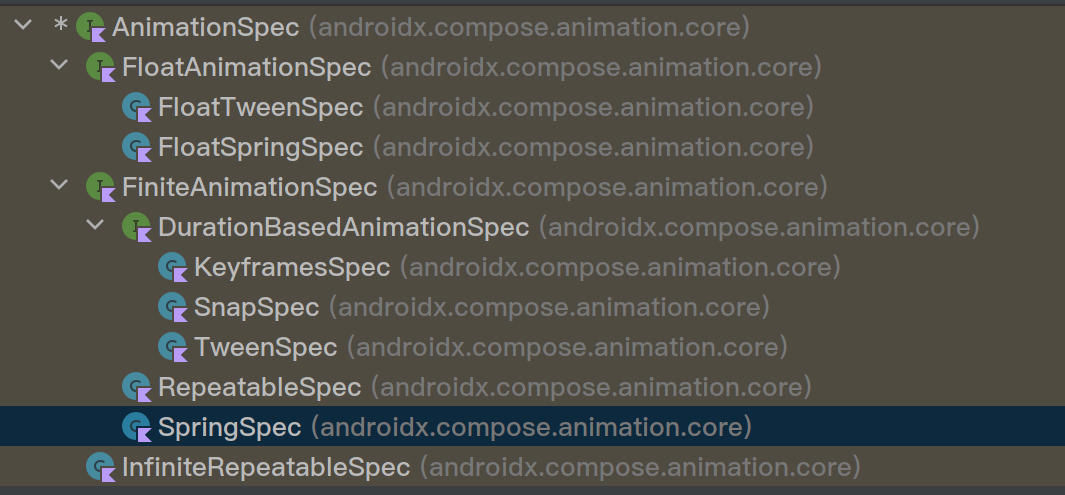 * AnimationSpec (androidx.compose.animation.core)
FloatAnimationSpec (androidx.compose.animation.core)
FloatTweenSpec (androidx.compose.animation.core)
FloatSpringSpec (androidx.compose.animation.core)
FiniteAnimationSpec (androidx.compose.animation.core)
DurationBasedAnimationSpec (androidx.compose.animation.core)
KeyframesSpec (androidx.compose.animation.core)
SnapSpec (androidx.compose.animation.core)
TweenSpec (androidx.compose.animation.core)
RepeatableSpec (androidx.compose.animation.core)
SpringSpec (androidx.compose.animation.core)
InfiniteRepeatableSpec (androidx.compose.animation.core)